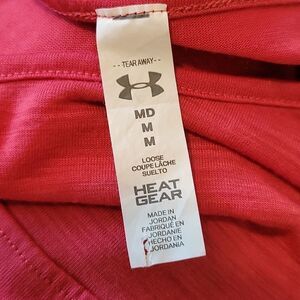 -- TEAR AWAY --
MD
M
M
LOOSE
COUPE LÂCHE
SUELTO
HEAT
GEAR
MADE IN
JORDAN
FABRIQUÉ EN
JORDANIE
HECHO EN
JORDANIA